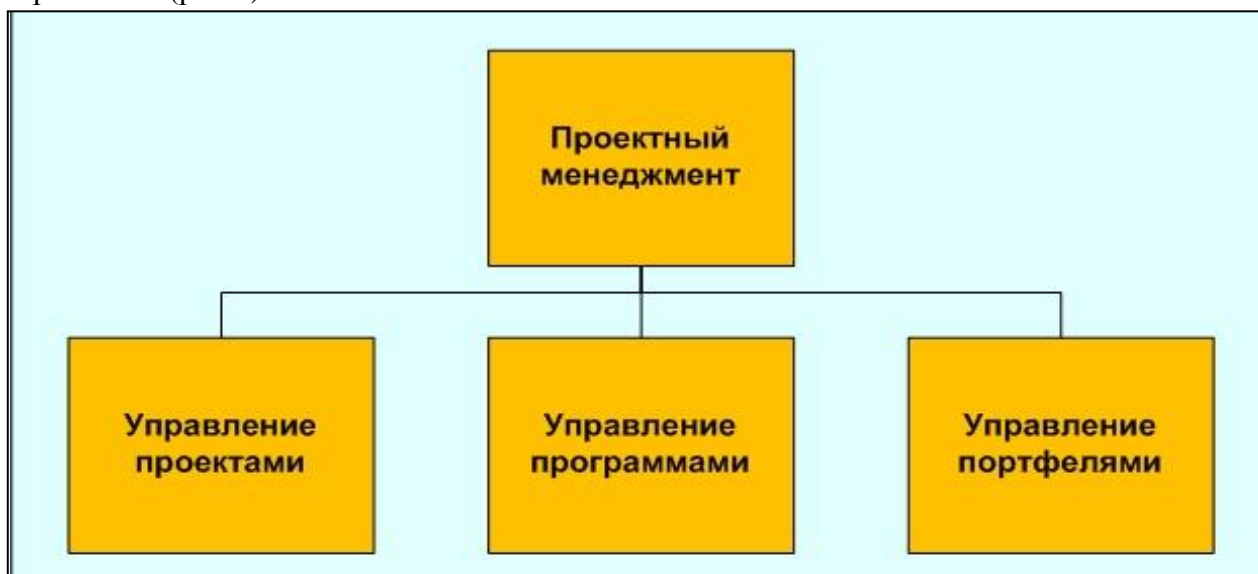 Проектный
менеджмент
Управление
проектами
Управление
программами
Управление
портфелями